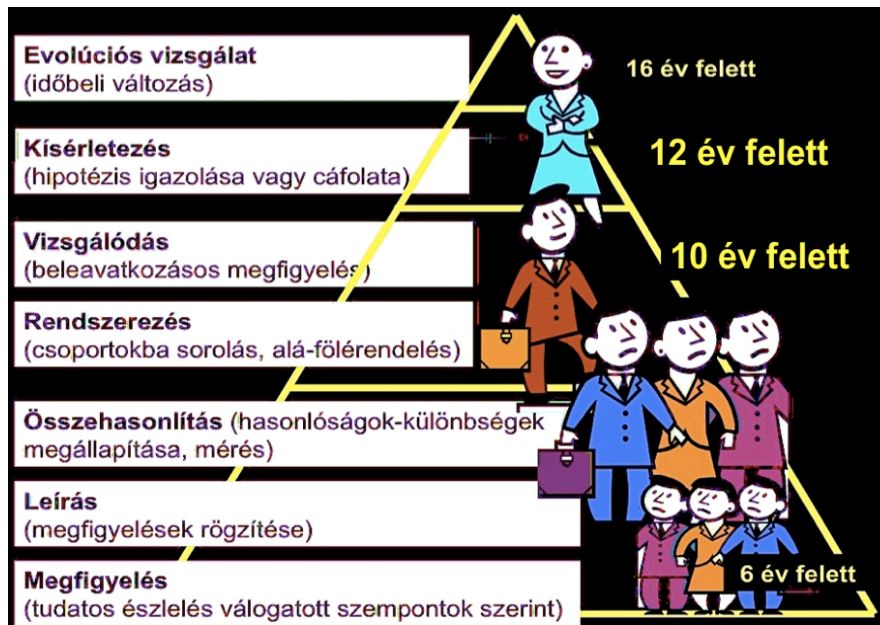 Evolúciós vizsgálat
(időbeli változás)
16 év felett
Kísérletezés
(hipotézis igazolása vagy cáfolata)
12 év felett
Vizsgálódás
(beleavatkozásos megfigyelés)
10 év felett
Rendszerezés
(csoportokba sorolás, alá-fölérendelés)
Összehasonlítás (hasonlóságok-különbségek
megállapítása, mérés)
Leírás
(megfigyelések rögzítése)
Megfigyelés
(tudatos észlelés válogatott szempontok szerint)
6 év felett